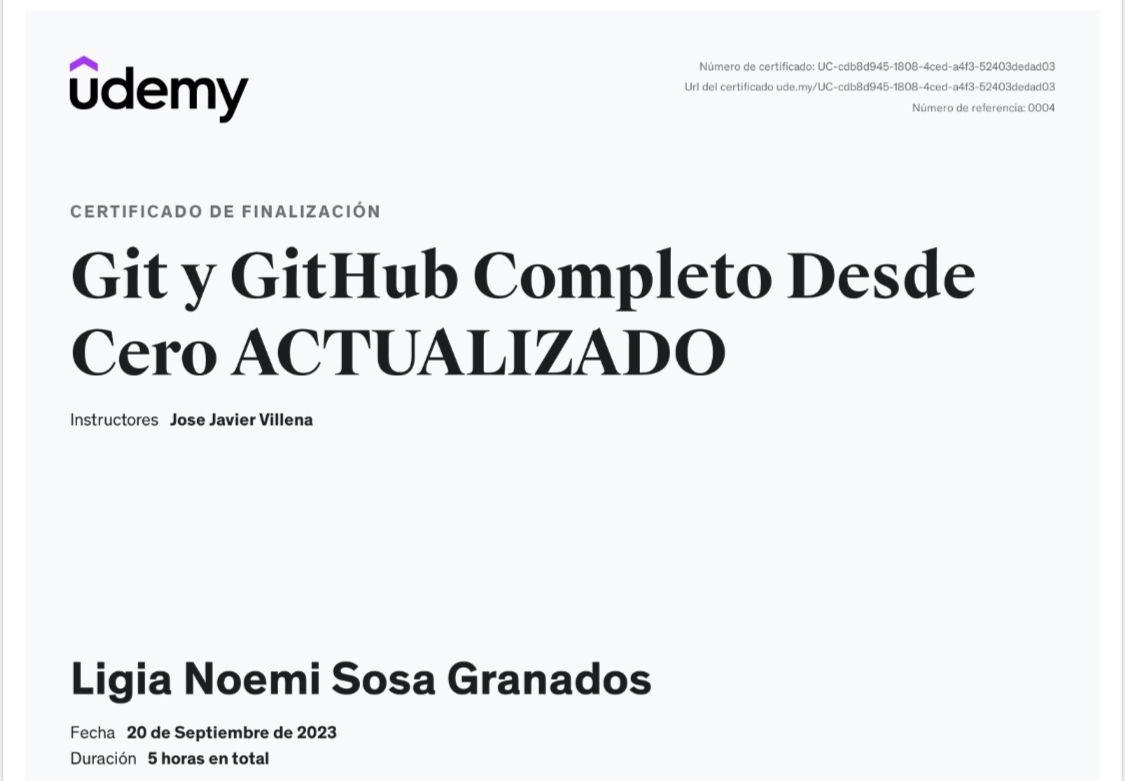 udemy
Número de certificado: UC-cdb8d945-1808-4ced-a4f3-52403dedad03
Url del certificado ude.my/UC-cdb8d945-1808-4ced-a4f3-52403dedad03
Número de referencia: 0004
CERTIFICADO DE FINALIZACIÓN
Git y GitHub Completo Desde
Cero ACTUALIZADO
Instructores Jose Javier Villena
Ligia Noemi Sosa Granados
Fecha 20 de Septiembre de 2023
Duración 5 horas en total